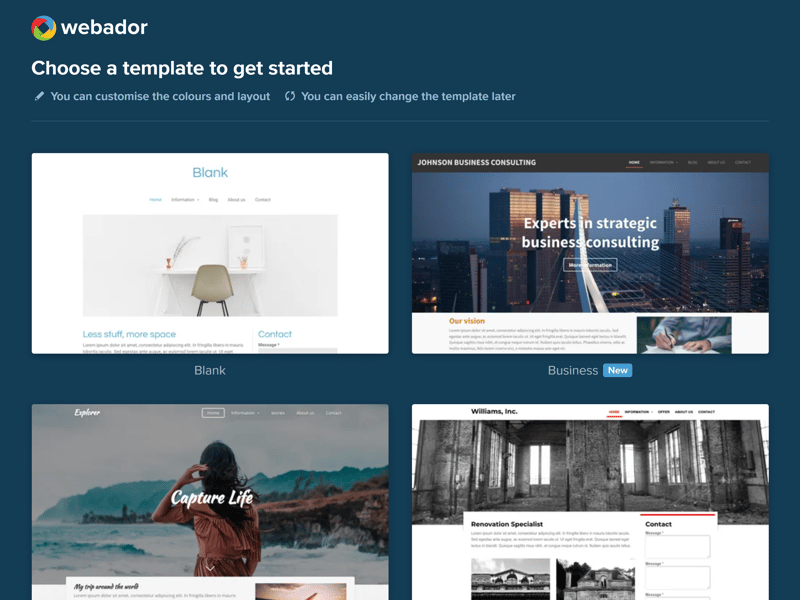 webador
Choose a template to get started
You can customise the colours and layout
You can easily change the template later
Blank
Home Information Blog About us Contact
Less stuff, more space
Contact
Message *
Blank
JOHNSON BUSINESS CONSULTING
HOME INFORMATION BLOG ABOUT US CONTACT
Experts in strategic
business consulting
More information
Our vision
Business New
Explorer
Home Information Stories About us Contact
Capture Life
My trip around the world
Williams, Inc.
HOME INFORMATION OFFER ABOUT US CONTACT
Renovation Specialist
Contact
Message *
Message *
Message *